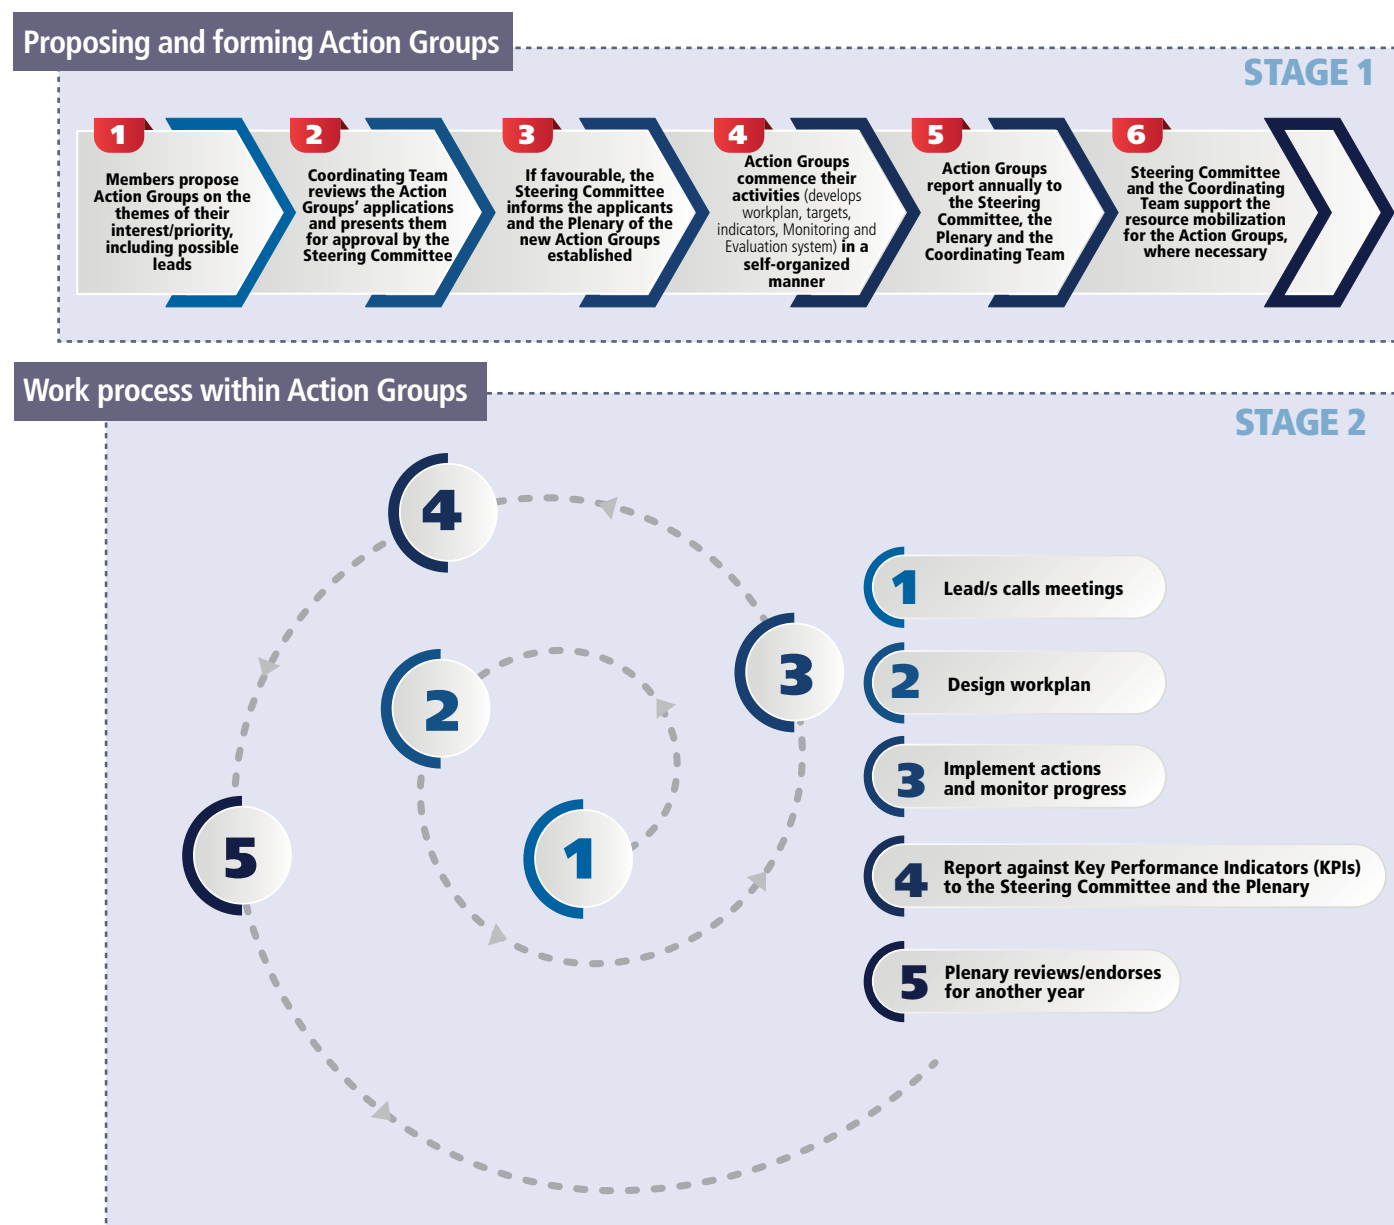 Proposing and forming Action Groups
STAGE 1
1
Members propose
Action Groups on the
themes of their
interest/priority,
including possible
leads
2
Coordinating Team
reviews the Action
Groups’ applications
and presents them
for approval by the
Steering Committee
3
If favourable, the
Steering Committee
informs the applicants
and the Plenary of the
new Action Groups
established
4
Action Groups
commence their
activities (develops
workplan, targets,
indicators, Monitoring and
Evaluation system) in a
self-organized
manner
5
Action Groups
report annually to
the Steering
Committee, the
Plenary and the
Coordinating Team
6
Steering Committee
and the Coordinating
Team support the
resource mobilization
for the Action Groups,
where necessary
Work process within Action Groups
STAGE 2
4
2
3
5
1
1
Lead/s calls meetings
2
Design workplan
3
Implement actions
and monitor progress
4
Report against Key Performance Indicators (KPIs)
to the Steering Committee and the Plenary
5
Plenary reviews/endorses
for another year